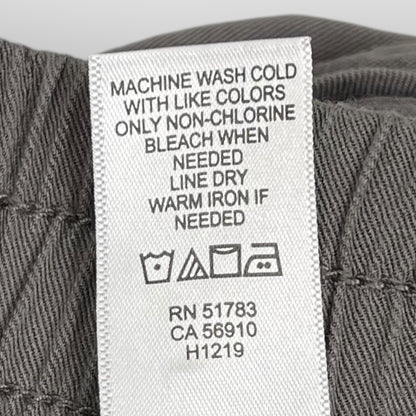 MACHINE WASH COLD
WITH LIKE COLORS
ONLY NON-CHLORINE
BLEACH WHEN
NEEDED
LINE DRY
WARM IRON IF
NEEDED
RN 51783
CA 56910
H1219